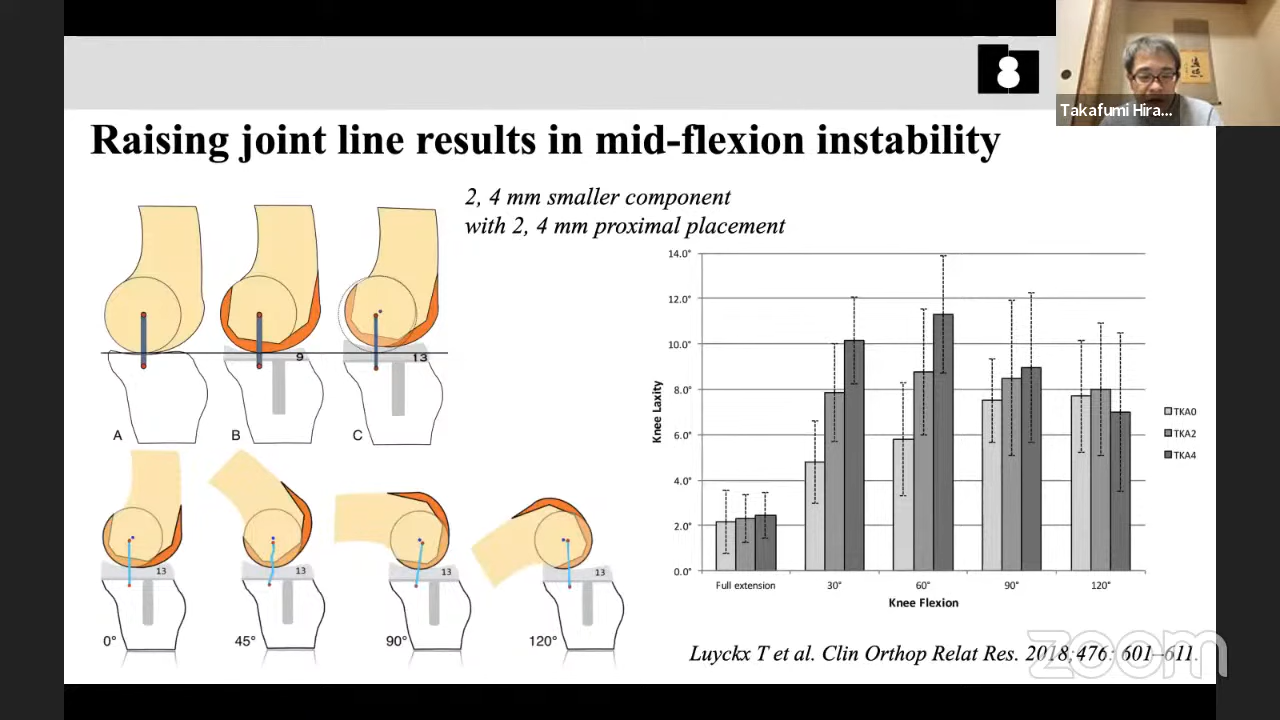 Takafumi Hira...
Raising joint line results in mid-flexion instability
2, 4 mm smaller component
with 2, 4 mm proximal placement
9
13
A
B
C
13
13
13
13
0°
45°
90°
120°
14.0°
12.0°
10.0°
8.0°
6.0°
4.0°
2.0°
0.0°
Knee Laxity
Full extension
30°
60°
90°
120°
Knee Flexion
TKA0
TKA2
TKA4
Luyckx T et al. Clin Orthop Relat Res. 2018;476: 601–611.
zoom